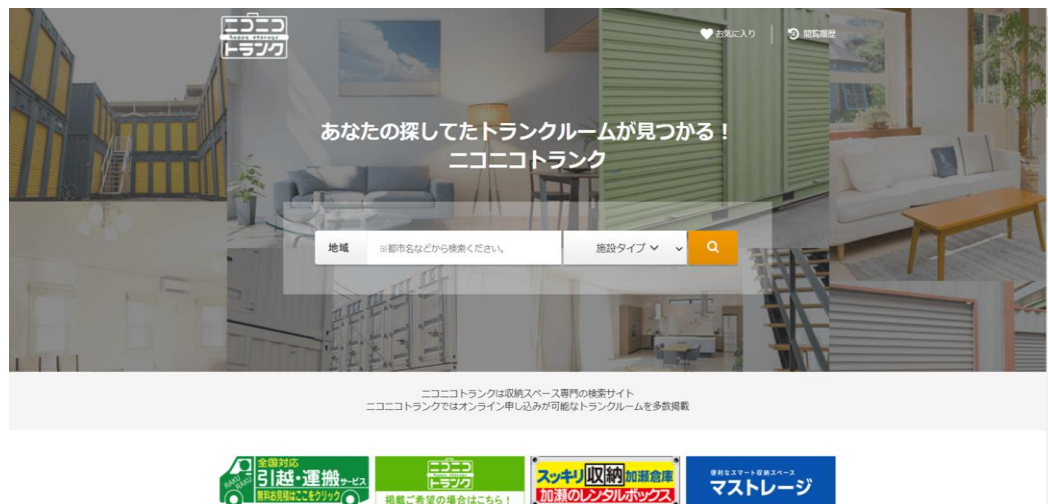 ニコニコ
happy storage
トランク
お気に入り
閲覧履歴
あなたの探してたトランクルームが見つかる！
ニコニコトランク
地域 ※都市名などから検索ください。 施設タイプ
ニコニコトランクは収納スペース専門の検索サイト
ニコニコトランクではオンライン申し込みが可能なトランクルームを多数掲載
RAKU RAKU
全国対応
引越・運搬サービス
無料お見積はここをクリック
ニコニコ
happy storage
トランク
掲載ご希望の場合はこちら！
スッキリ収納加瀬倉庫
加瀬のレンタルボックス
便利なスマート収納スペース
マストレージ